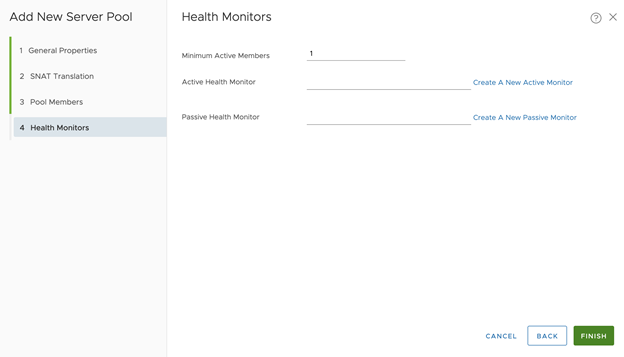 Add New Server Pool
1 General Properties
2 SNAT Translation
3 Pool Members
4 Health Monitors
Health Monitors
?
Minimum Active Members 1
Active Health Monitor Create A New Active Monitor
Passive Health Monitor Create A New Passive Monitor
CANCEL BACK FINISH